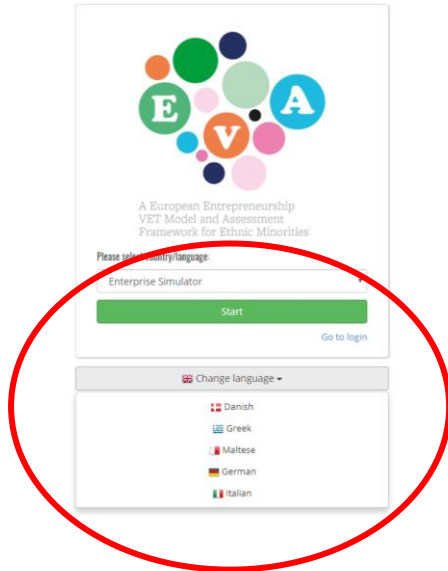 E V A
A European Entrepreneurship
VET Model and Assessment
Framework for Ethnic Minorities
Please select country/language:
Enterprise Simulator
Start
Go to login
Change language
Danish
Greek
Maltese
German
Italian